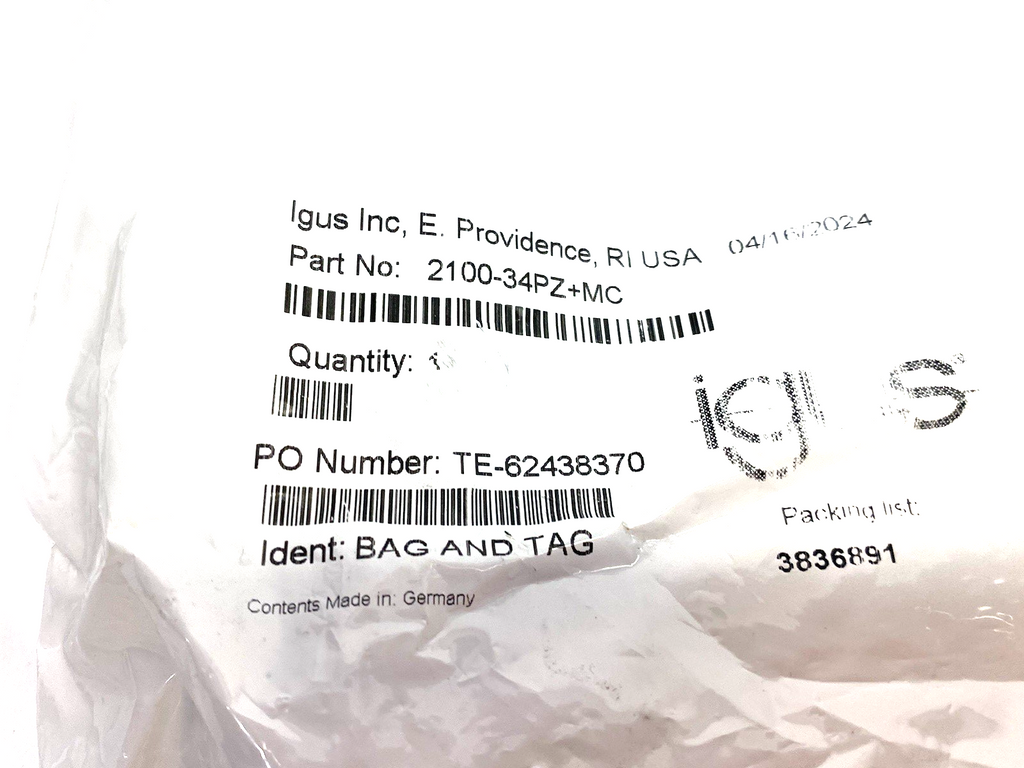 Igus Inc, E. Providence, RI USA 04/16/2024
Part No: 2100-34PZ+MC
Quantity:
igus
PO Number: TE-62438370
Packing list:
3836891
Ident: BAG AND TAG
Contents Made in: Germany